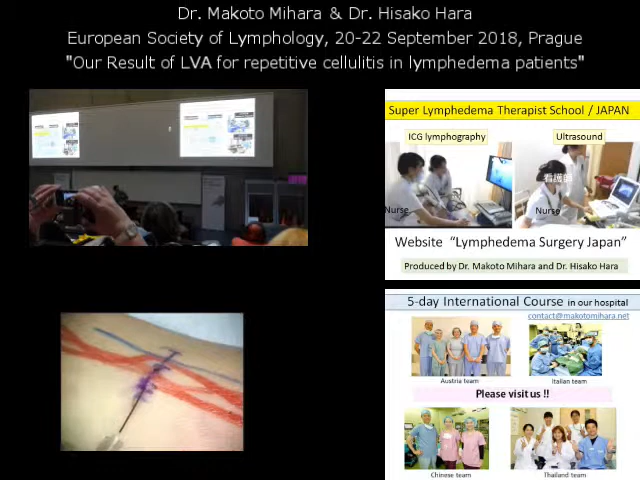 Dr. Makoto Mihara & Dr. Hisako Hara
European Society of Lymphology, 20-22 September 2018, Prague
"Our Result of LVA for repetitive cellulitis in lymphedema patients"
Super Lymphedema Therapist School / JAPAN
ICG lymphography
Ultrasound
看護師
Nurse
Nurse
Website "Lymphedema Surgery Japan"
Produced by Dr. Makoto Mihara and Dr. Hisako Hara
5-day International Course in our hospital
contact@makotomihara.net
Austria team
Italian team
Please visit us !!
Chinese team
Thailand team